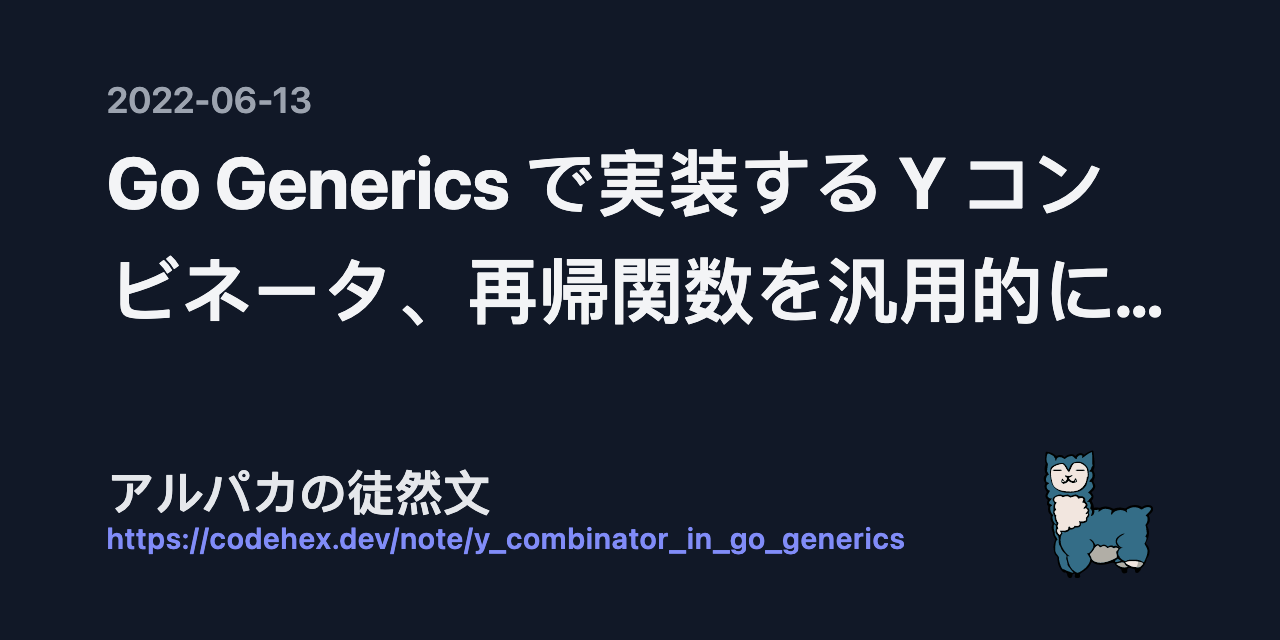 2022-06-13
Go Generics で実装する Y コン
ビネータ、再帰関数を汎用的に...
アルパカの徒然文
https://codehex.dev/note/y_combinator_in_go_generics